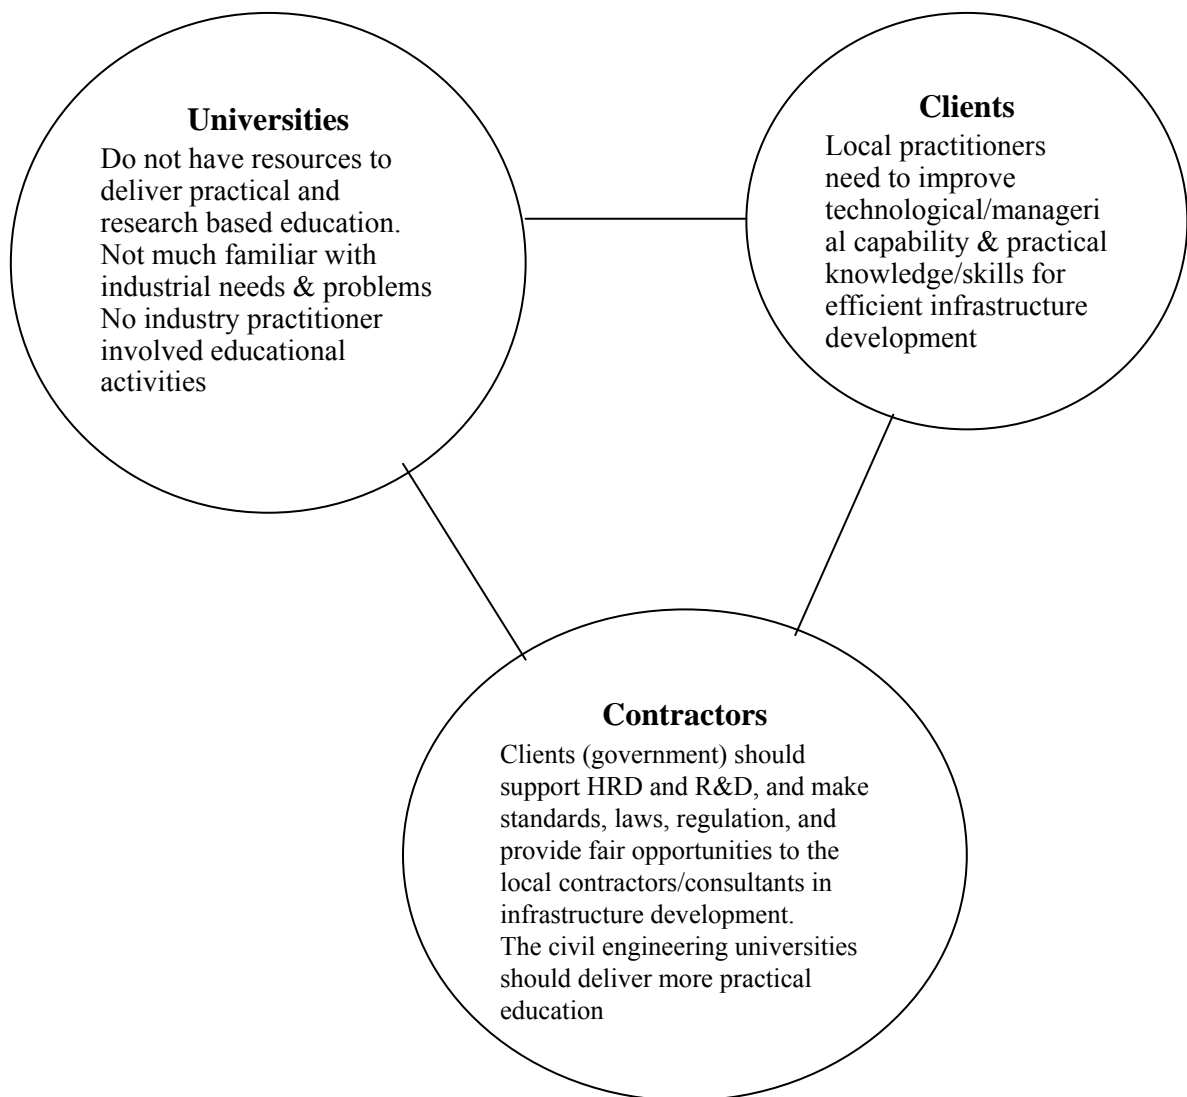 Universities
Do not have resources to
deliver practical and
research based education.
Not much familiar with
industrial needs & problems
No industry practitioner
involved educational
activities
Clients
Local practitioners
need to improve
technological/manageri
al capability & practical
knowledge/skills for
efficient infrastructure
development
Contractors
Clients (government) should
support HRD and R&D, and make
standards, laws, regulation, and
provide fair opportunities to the
local contractors/consultants in
infrastructure development.
The civil engineering universities
should deliver more practical
education